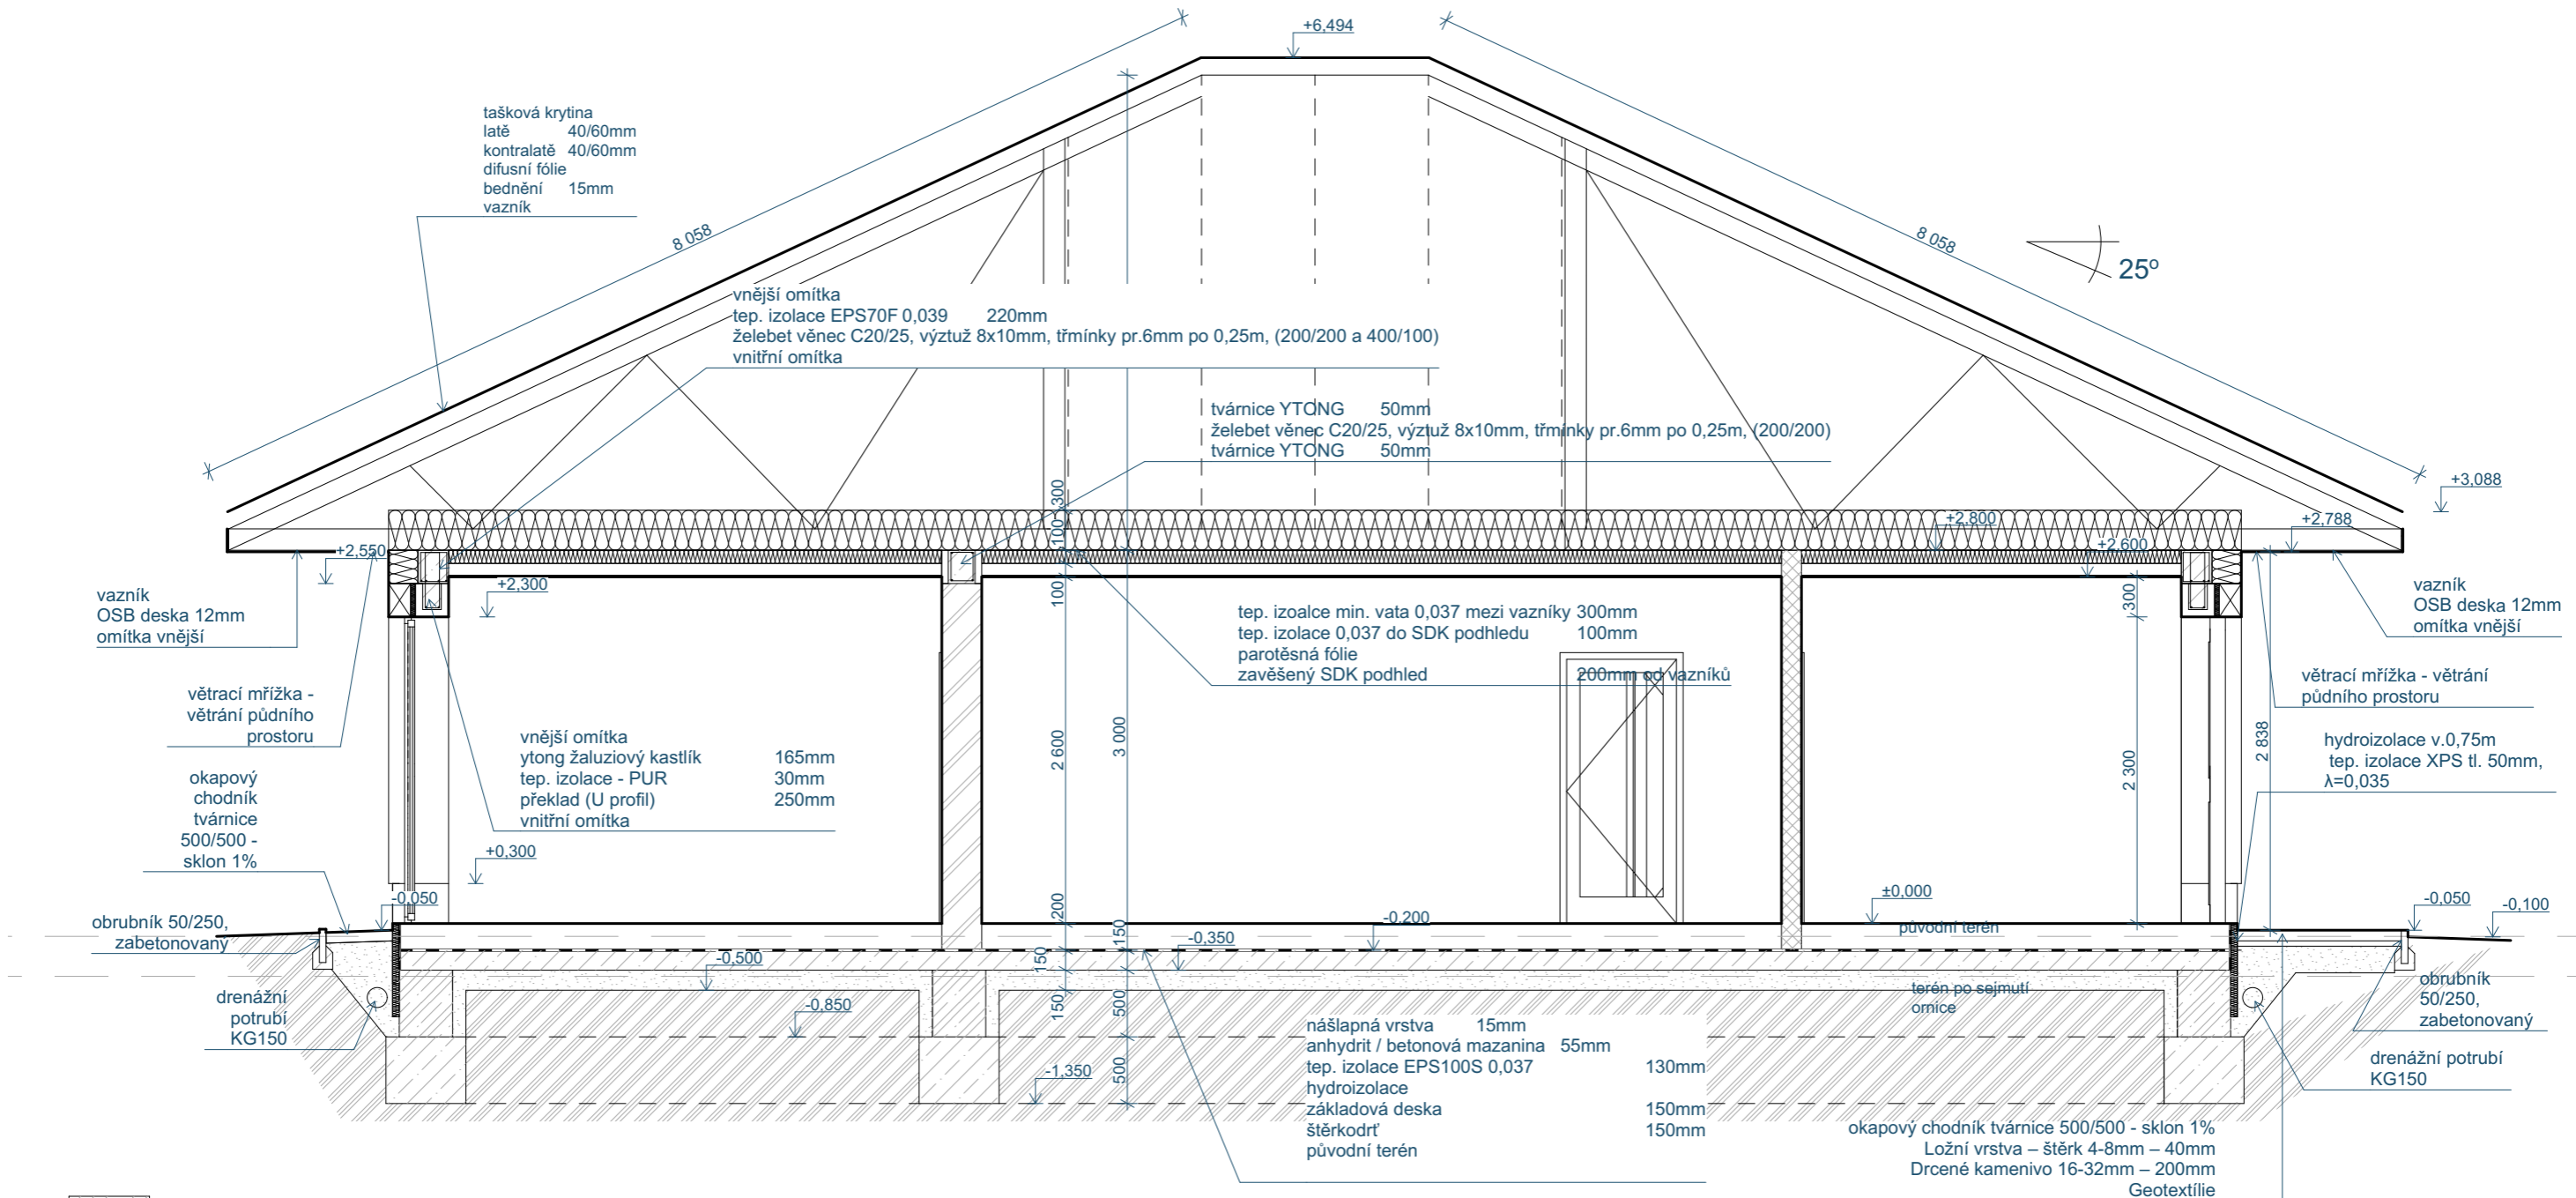 +6,494
8 058
8 058
25º
tašková krytina
latě 40/60mm
kontralatě 40/60mm
difusní fólie
bednění 15mm
vazník
vnější omítka
tep. izolace EPS70F 0,039 220mm
želebet věnec C20/25, výztuž 8x10mm, třmínky pr.6mm po 0,25m, (200/200 a 400/100)
vnitřní omítka
tvárnice YTONG 50mm
želebet věnec C20/25, výztuž 8x10mm, třmínky pr.6mm po 0,25m, (200/200)
tvárnice YTONG 50mm
+3,088
300
100
+2,800
+2,788
+2,550
+2,600
+2,300
100
300
vazník
OSB deska 12mm
omítka vnější
tep. izoalce min. vata 0,037 mezi vazníky 300mm
tep. izolace 0,037 do SDK podhledu 100mm
parotěsná fólie
zavěšený SDK podhled 200mm od vazníků
vazník
OSB deska 12mm
omítka vnější
větrací mřížka -
větrání půdního
prostoru
větrací mřížka - větrání
půdního prostoru
vnější omítka
ytong žaluziový kastlík 165mm
tep. izolace - PUR 30mm
překlad (U profil) 250mm
vnitřní omítka
2 600
3 000
2 300
2 838
hydroizolace v.0,75m
tep. izolace XPS tl. 50mm,
λ=0,035
okapový
chodník
tvárnice
500/500 -
sklon 1%
+0,300
-0,050
±0,000
-0,050
-0,100
obrubník 50/250,
zabetonovaný
200
150
-0,200
původní terén
-0,350
150
-0,500
drenážní
potrubí
KG150
-0,850
150
500
terén po sejmutí
ornice
obrubník
50/250,
zabetonovaný
nášlapná vrstva 15mm
anhydrit / betonová mazanina 55mm
tep. izolace EPS100S 0,037 130mm
hydroizolace
základová deska 150mm
štěrkodrť 150mm
původní terén
-1,350
500
drenážní potrubí
KG150
okapový chodník tvárnice 500/500 - sklon 1%
Ložní vrstva – štěrk 4-8mm – 40mm
Drcené kamenivo 16-32mm – 200mm
Geotextílie